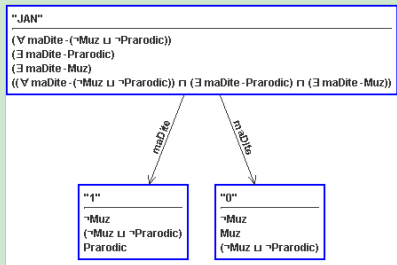 "JAN"
(∀ maDite-(¬Muz ⊔ ¬Prarodic))
(∃ maDite-Prarodic)
(∃ maDite-Muz)
((∀ maDite-(¬Muz ⊔ ¬Prarodic)) ⊓ (∃ maDite-Prarodic) ⊓ (∃ maDite-Muz))
maDite
maDite
"1"
¬Muz
(¬Muz ⊔ ¬Prarodic)
Prarodic
"0"
¬Muz
Muz
(¬Muz ⊔ ¬Prarodic)